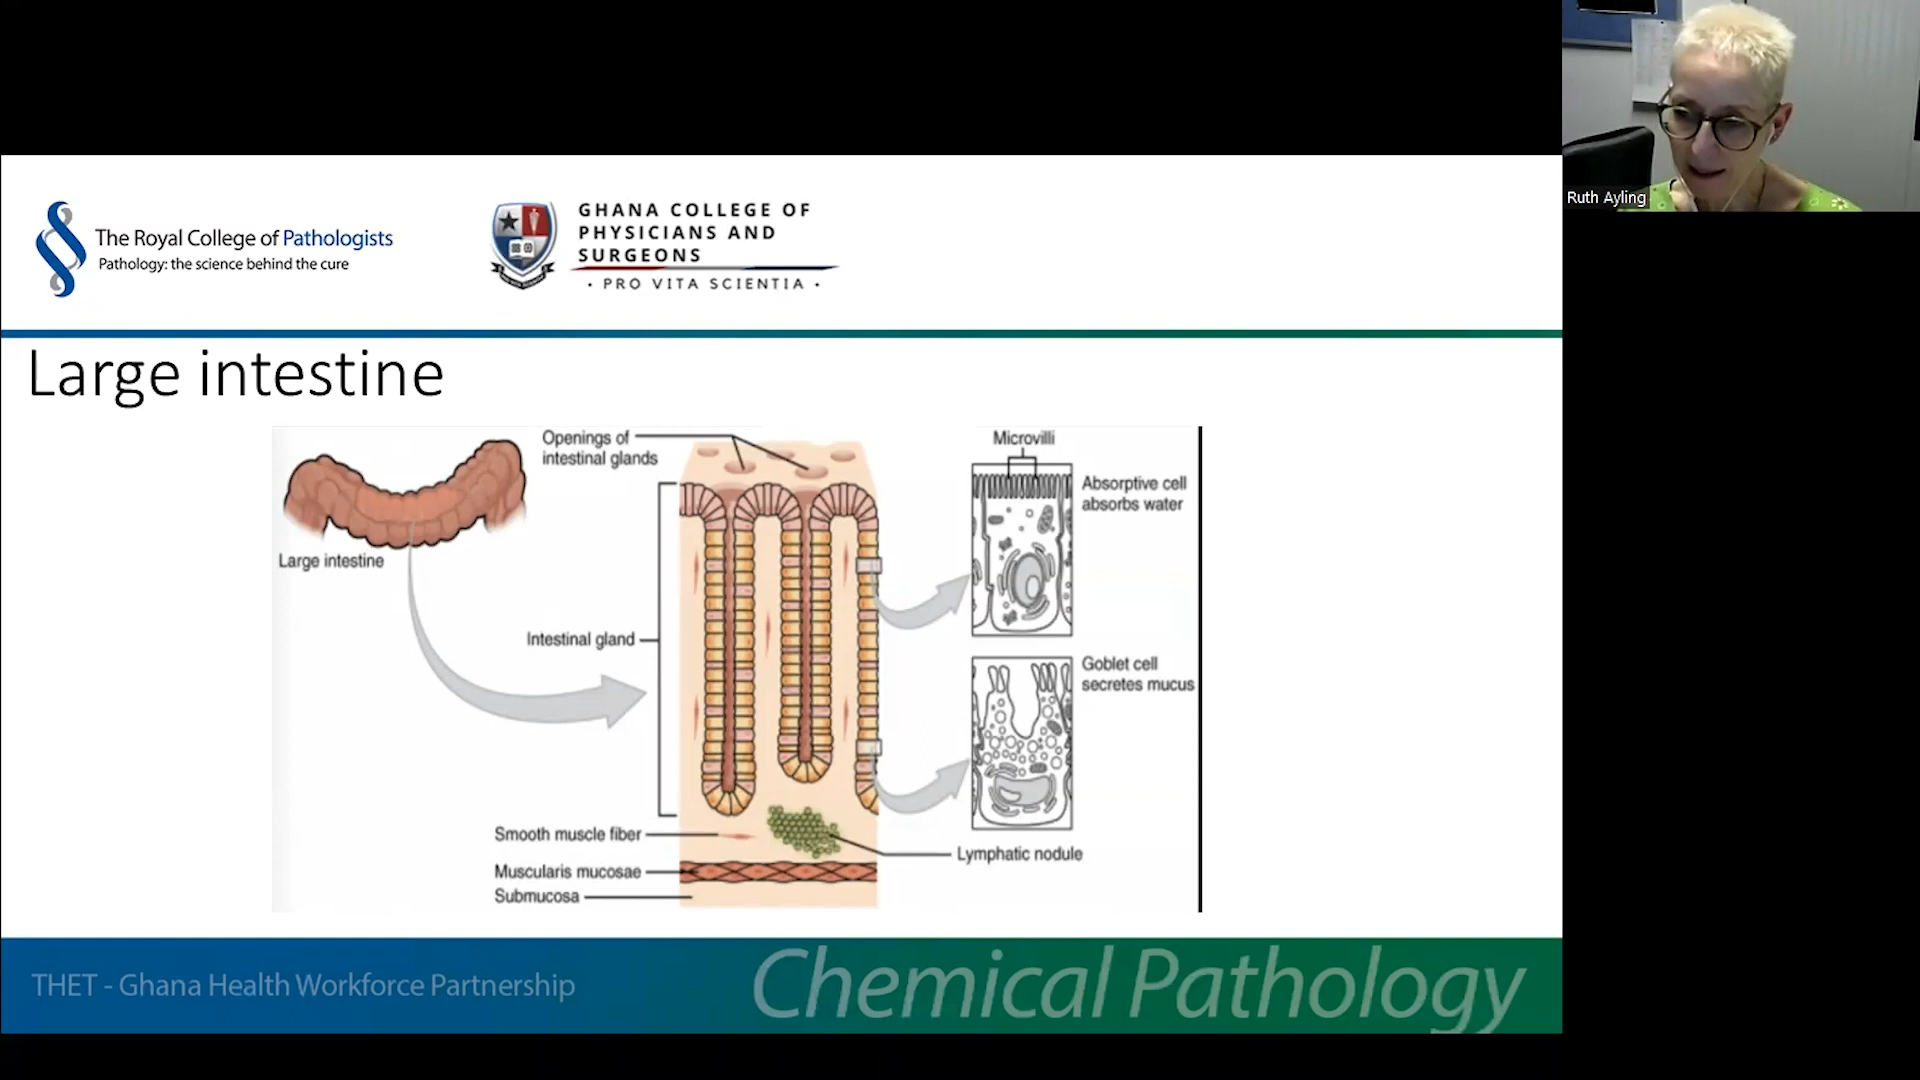 Ruth Ayling
The Royal College of Pathologists
Pathology: the science behind the cure
GHANA COLLEGE OF
PHYSICIANS AND
SURGEONS
· PRO VITA SCIENTIA ·
Large intestine
Openings of
intestinal glands
Large intestine
Intestinal gland
Smooth muscle fiber
Muscularis mucosae
Submucosa
Microvilli
Absorptive cell
absorbs water
Goblet cell
secretes mucus
Lymphatic nodule
THET - Ghana Health Workforce Partnership
Chemical Pathology